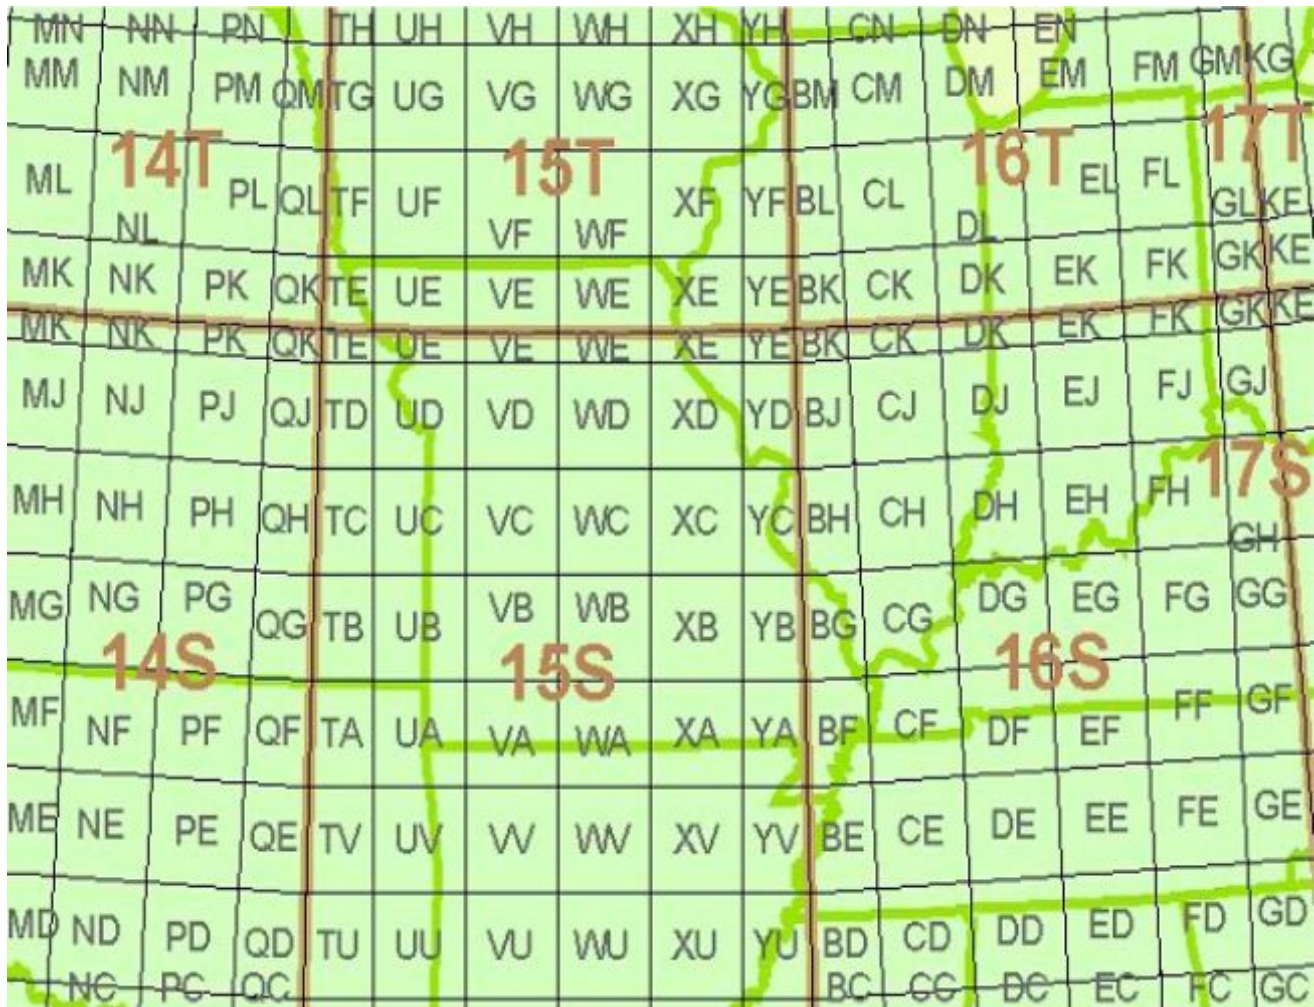 MN NN PN TH UH VH WH XH YH CN DN EN
MM NM PM QM TG UG VG WG XG YG BM CM DM EM FM GM KG
14T 15T 16T 17T
ML PL QL TF UF XF YF BL CL EL FL GL KF
NL VF WF DL
MK NK PK QK TE UE VE WE XE YE BK CK DK EK FK GK KE
MK NK PK QK TE UE VE WE XE YE BK CK DK EK FK GK KE
MJ NJ PJ QJ TD UD VD WD XD YD BJ CJ DJ EJ FJ GJ
17S
MH NH PH QH TC UC VC WC XC YC BH CH DH EH FH GH
MG NG PG QG TB UB VB WB XB YB BG CG DG EG FG GG
14S 15S 16S
MF NF PF QF TA UA VA WA XA YA BF CF DF EF FF GF
ME NE PE QE TV UV VV WV XV YV BE CE DE EE FE GE
MD ND PD QD TU UU VU WU XU YU BD CD DD ED FD GD
NC PC QC BC CC DC EC FC GC